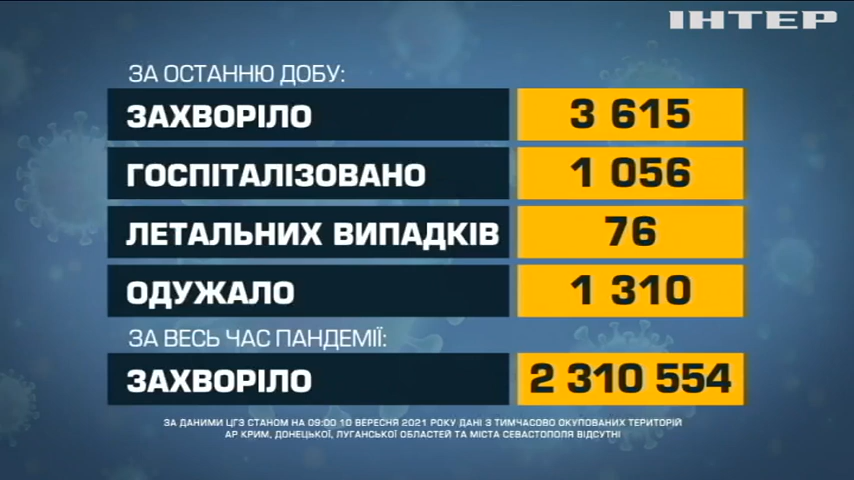 ІНТЕР
ЗА ОСТАННЮ ДОБУ:
ЗАХВОРІЛО 3 615
ГОСПІТАЛІЗОВАНО 1 056
ЛЕТАЛЬНИХ ВИПАДКІВ 76
ОДУЖАЛО 1 310
ЗА ВЕСЬ ЧАС ПАНДЕМІЇ:
ЗАХВОРІЛО 2 310 554
ЗА ДАНИМИ ЦГЗ СТАНОМ НА 09:00 10 ВЕРЕСНЯ 2021 РОКУ ДАНІ З ТИМЧАСОВО ОКУПОВАНИХ ТЕРИТОРІЙ
АР КРИМ, ДОНЕЦЬКОЇ, ЛУГАНСЬКОЇ ОБЛАСТЕЙ ТА МІСТА СЕВАСТОПОЛЯ ВІДСУТНІ